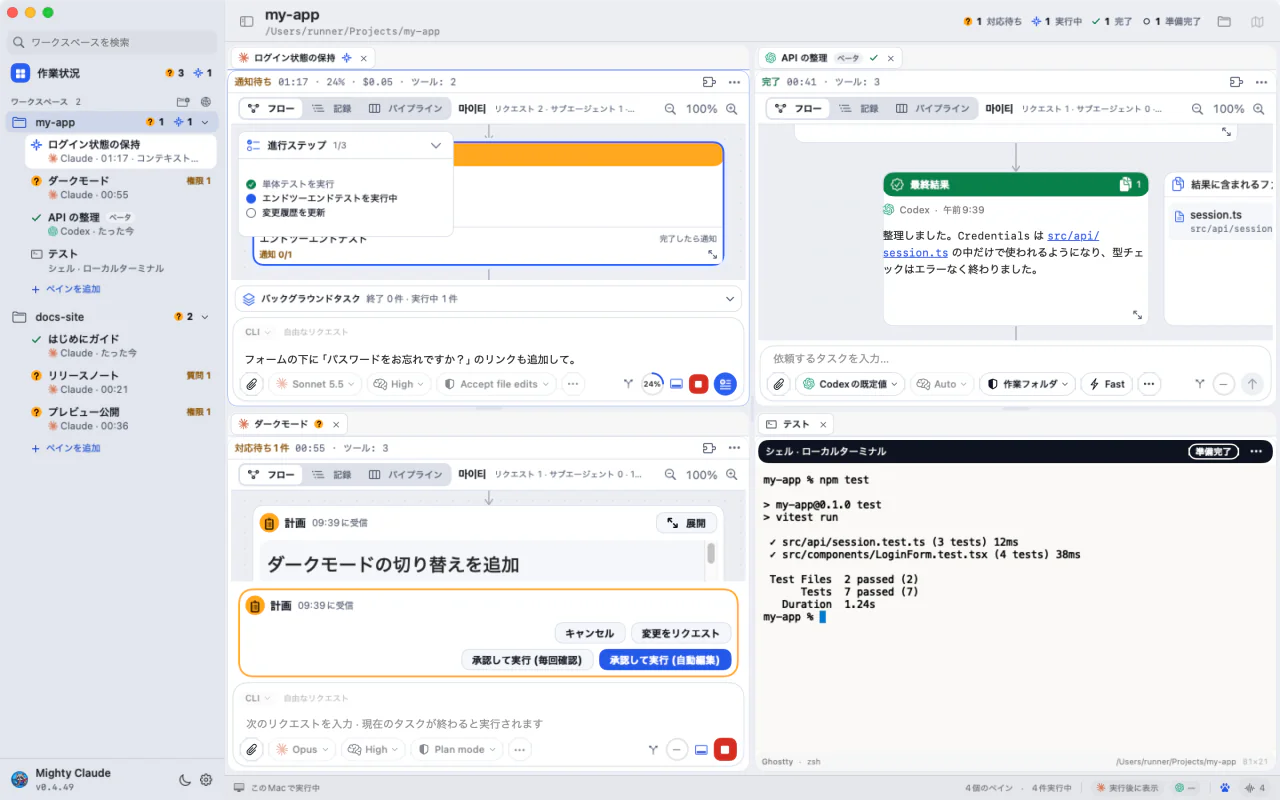 my-app
/Users/runner/Projects/my-app
1 対応待ち 1 実行中 1 完了 1 準備完了
ワークスペースを検索
作業状況 3 1
ワークスペース 2
my-app 1 1
ログイン状態の保持
Claude · 01:17 · コンテキスト...
ダークモード 権限 1
Claude · 00:55
API の整理 ベータ
Codex · たった今
テスト
シェル · ローカルターミナル
+ ペインを追加
docs-site 2
はじめにガイド
Claude · たった今
リリースノート 質問 1
Claude · 00:21
プレビュー公開 権限 1
Claude · 00:36
+ ペインを追加
Mighty Claude
v0.4.49
ログイン状態の保持
通知待ち 01:17 · 24% · $0.05 · ツール: 2
フロー 記録 パイプライン 마이티 リクエスト 2 · サブエージェント 1 ·... 100%
進行ステップ 1/3
単体テストを実行
エンドツーエンドテストを実行中
変更履歴を更新
エンドツーエンドテスト 完了したら通知
通知 0/1
バックグラウンドタスク 終了 0 件 · 実行中 1 件
CLI 自由なリクエスト
フォームの下に「パスワードをお忘れですか？」のリンクも追加して。
Sonnet 5.5 High Accept file edits 24%
API の整理 ベータ
完了 00:41 · ツール: 3
フロー 記録 パイプライン 마이티 リクエスト 1 · サブエージェント 0 ·... 100%
最終結果 1
Codex · 午前9:39
整理しました。Credentials は src/api/
session.ts の中だけで使われるようになり、型チェ
ックはエラーなく終わりました。
結果に含まれるファ
session.ts
src/api/session
依頼するタスクを入力...
Codexの既定値 Auto 作業フォルダ Fast
ダークモード
対応待ち1件 00:55 · ツール: 3
フロー 記録 パイプライン 마이티 リクエスト 1 · サブエージェント 0 · 1... 100%
計画 09:39に受信 展開
ダークモードの切り替えを追加
計画 09:39に受信
キャンセル 変更をリクエスト
承認して実行 (毎回確認) 承認して実行 (自動編集)
CLI 自由なリクエスト
次のリクエストを入力 · 現在のタスクが終わると実行されます
Opus High Plan mode
テスト
シェル · ローカルターミナル 準備完了
my-app % npm test
> my-app@0.1.0 test
> vitest run
✓ src/api/session.test.ts (3 tests) 12ms
✓ src/components/LoginForm.test.tsx (4 tests) 38ms
Test Files 2 passed (2)
Tests 7 passed (7)
Duration 1.24s
my-app %
Ghostty · zsh /Users/runner/Projects/my-app 81×21
このMacで実行中 4個のペイン · 4件実行中 実行後に表示 — 4